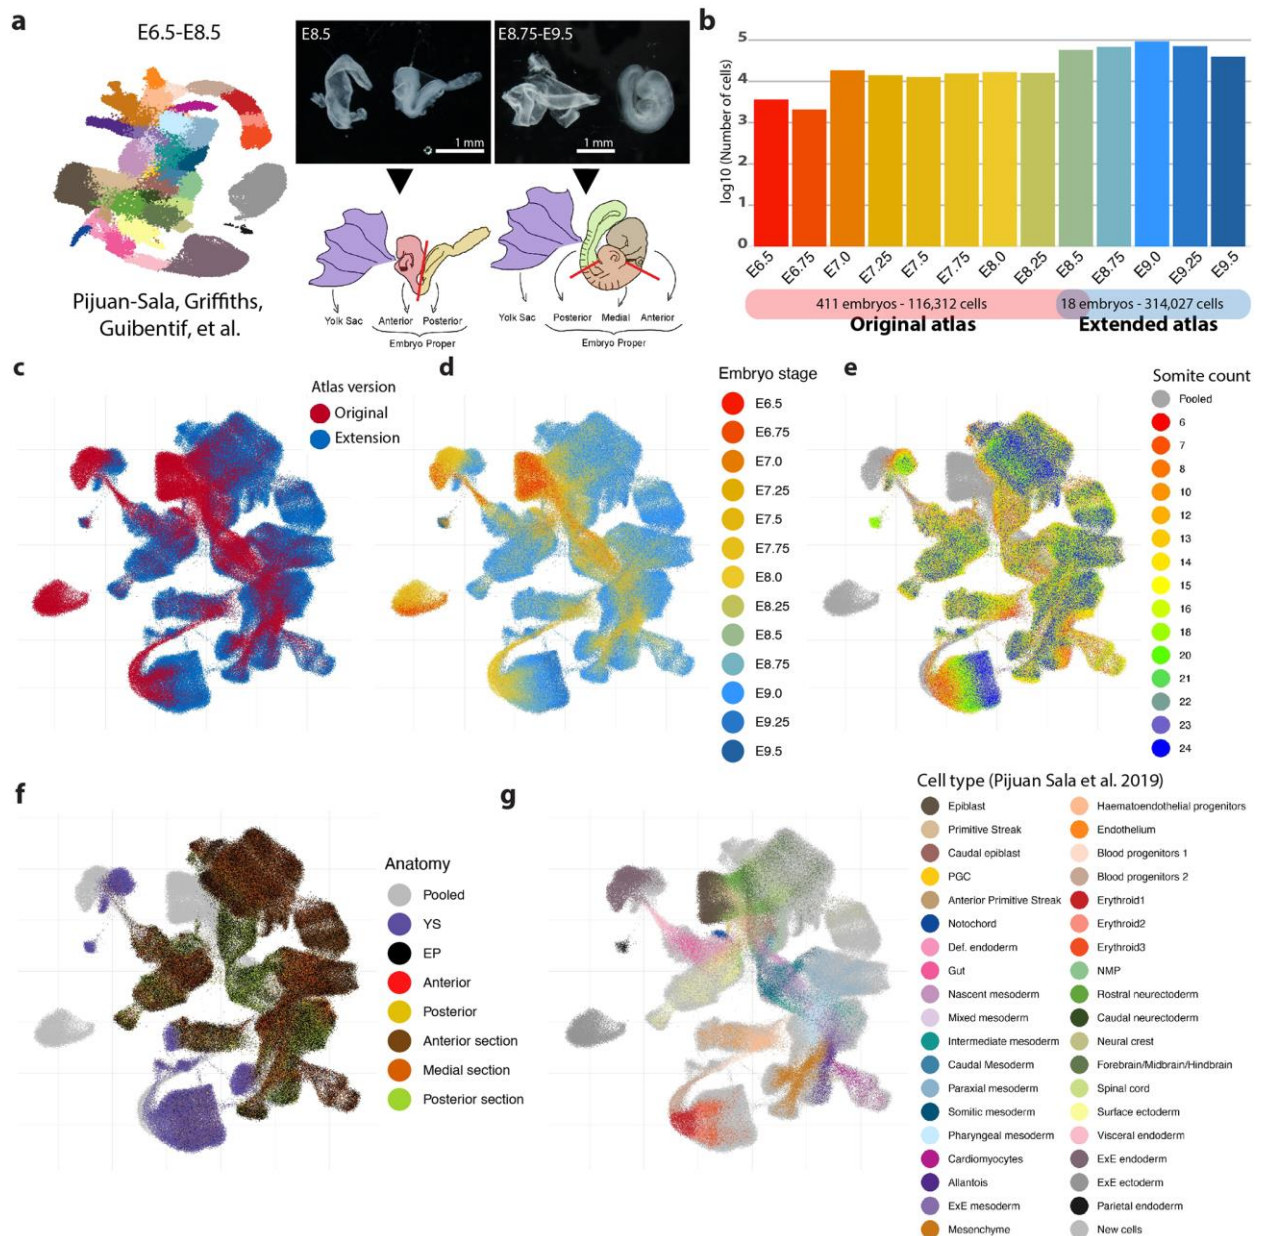 a
E6.5-E8.5
Pijuan-Sala, Griffiths,
Guibentif, et al.
E8.5
1 mm
E8.75-E9.5
1 mm
Yolk Sac
Anterior
Posterior
Embryo Proper
Yolk Sac
Posterior
Medial
Anterior
Embryo Proper
b
log10 (Number of cells)
5
4
3
2
1
0
E6.5
E6.75
E7.0
E7.25
E7.5
E7.75
E8.0
E8.25
E8.5
E8.75
E9.0
E9.25
E9.5
411 embryos - 116,312 cells
18 embryos - 314,027 cells
Original atlas
Extended atlas
c
Atlas version
Original
Extension
d
Embryo stage
E6.5
E6.75
E7.0
E7.25
E7.5
E7.75
E8.0
E8.25
E8.5
E8.75
E9.0
E9.25
E9.5
e
Somite count
Pooled
6
7
8
10
12
13
14
15
16
18
20
21
22
23
24
f
Anatomy
Pooled
YS
EP
Anterior
Posterior
Anterior section
Medial section
Posterior section
g
Cell type (Pijuan Sala et al. 2019)
Epiblast
Primitive Streak
Caudal epiblast
PGC
Anterior Primitive Streak
Notochord
Def. endoderm
Gut
Nascent mesoderm
Mixed mesoderm
Intermediate mesoderm
Caudal Mesoderm
Paraxial mesoderm
Somitic mesoderm
Pharyngeal mesoderm
Cardiomyocytes
Allantois
ExE mesoderm
Mesenchyme
Haematoendothelial progenitors
Endothelium
Blood progenitors 1
Blood progenitors 2
Erythroid1
Erythroid2
Erythroid3
NMP
Rostral neurectoderm
Caudal neurectoderm
Neural crest
Forebrain/Midbrain/Hindbrain
Spinal cord
Surface ectoderm
Visceral endoderm
ExE endoderm
ExE ectoderm
Parietal endoderm
New cells